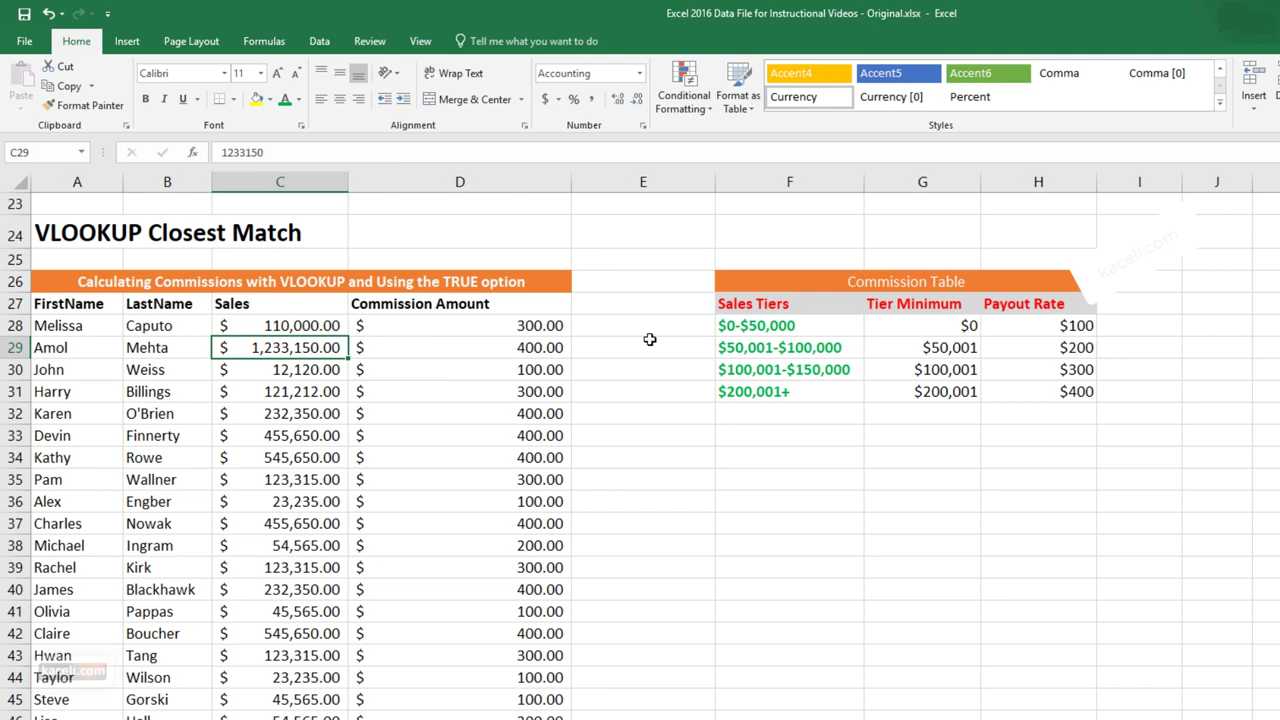 Excel 2016 Data File for Instructional Videos - Original.xlsx - Excel
File Home Insert Page Layout Formulas Data Review View Tell me what you want to do
Paste Cut Copy Format Painter
Calibri 11 A A
B I U A
Wrap Text
Merge & Center
Accounting
$ % ,
Conditional Formatting
Format as Table
Accent4 Accent5 Accent6 Comma Comma [0]
Currency Currency [0] Percent
Insert
Clipboard Font Alignment Number Styles
C29 fx 1233150
A B C D E F G H I J
23
24 VLOOKUP Closest Match
kaceli.com
25
26 Calculating Commissions with VLOOKUP and Using the TRUE option Commission Table
27 FirstName LastName Sales Commission Amount Sales Tiers Tier Minimum Payout Rate
28 Melissa Caputo $ 110,000.00 $ 300.00 $0-$50,000 $0 $100
29 Amol Mehta $ 1,233,150.00 $ 400.00 $50,001-$100,000 $50,001 $200
30 John Weiss $ 12,120.00 $ 100.00 $100,001-$150,000 $100,001 $300
31 Harry Billings $ 121,212.00 $ 300.00 $200,001+ $200,001 $400
32 Karen O'Brien $ 232,350.00 $ 400.00
33 Devin Finnerty $ 455,650.00 $ 400.00
34 Kathy Rowe $ 545,650.00 $ 400.00
35 Pam Wallner $ 123,315.00 $ 300.00
36 Alex Engber $ 23,235.00 $ 100.00
37 Charles Nowak $ 455,650.00 $ 400.00
38 Michael Ingram $ 54,565.00 $ 200.00
39 Rachel Kirk $ 123,315.00 $ 300.00
40 James Blackhawk $ 232,350.00 $ 400.00
41 Olivia Pappas $ 45,565.00 $ 100.00
42 Claire Boucher $ 545,650.00 $ 400.00
43 Hwan Tang $ 123,315.00 $ 300.00
kaceli.com
44 Taylor Wilson $ 23,235.00 $ 100.00
45 Steve Gorski $ 45,565.00 $ 100.00